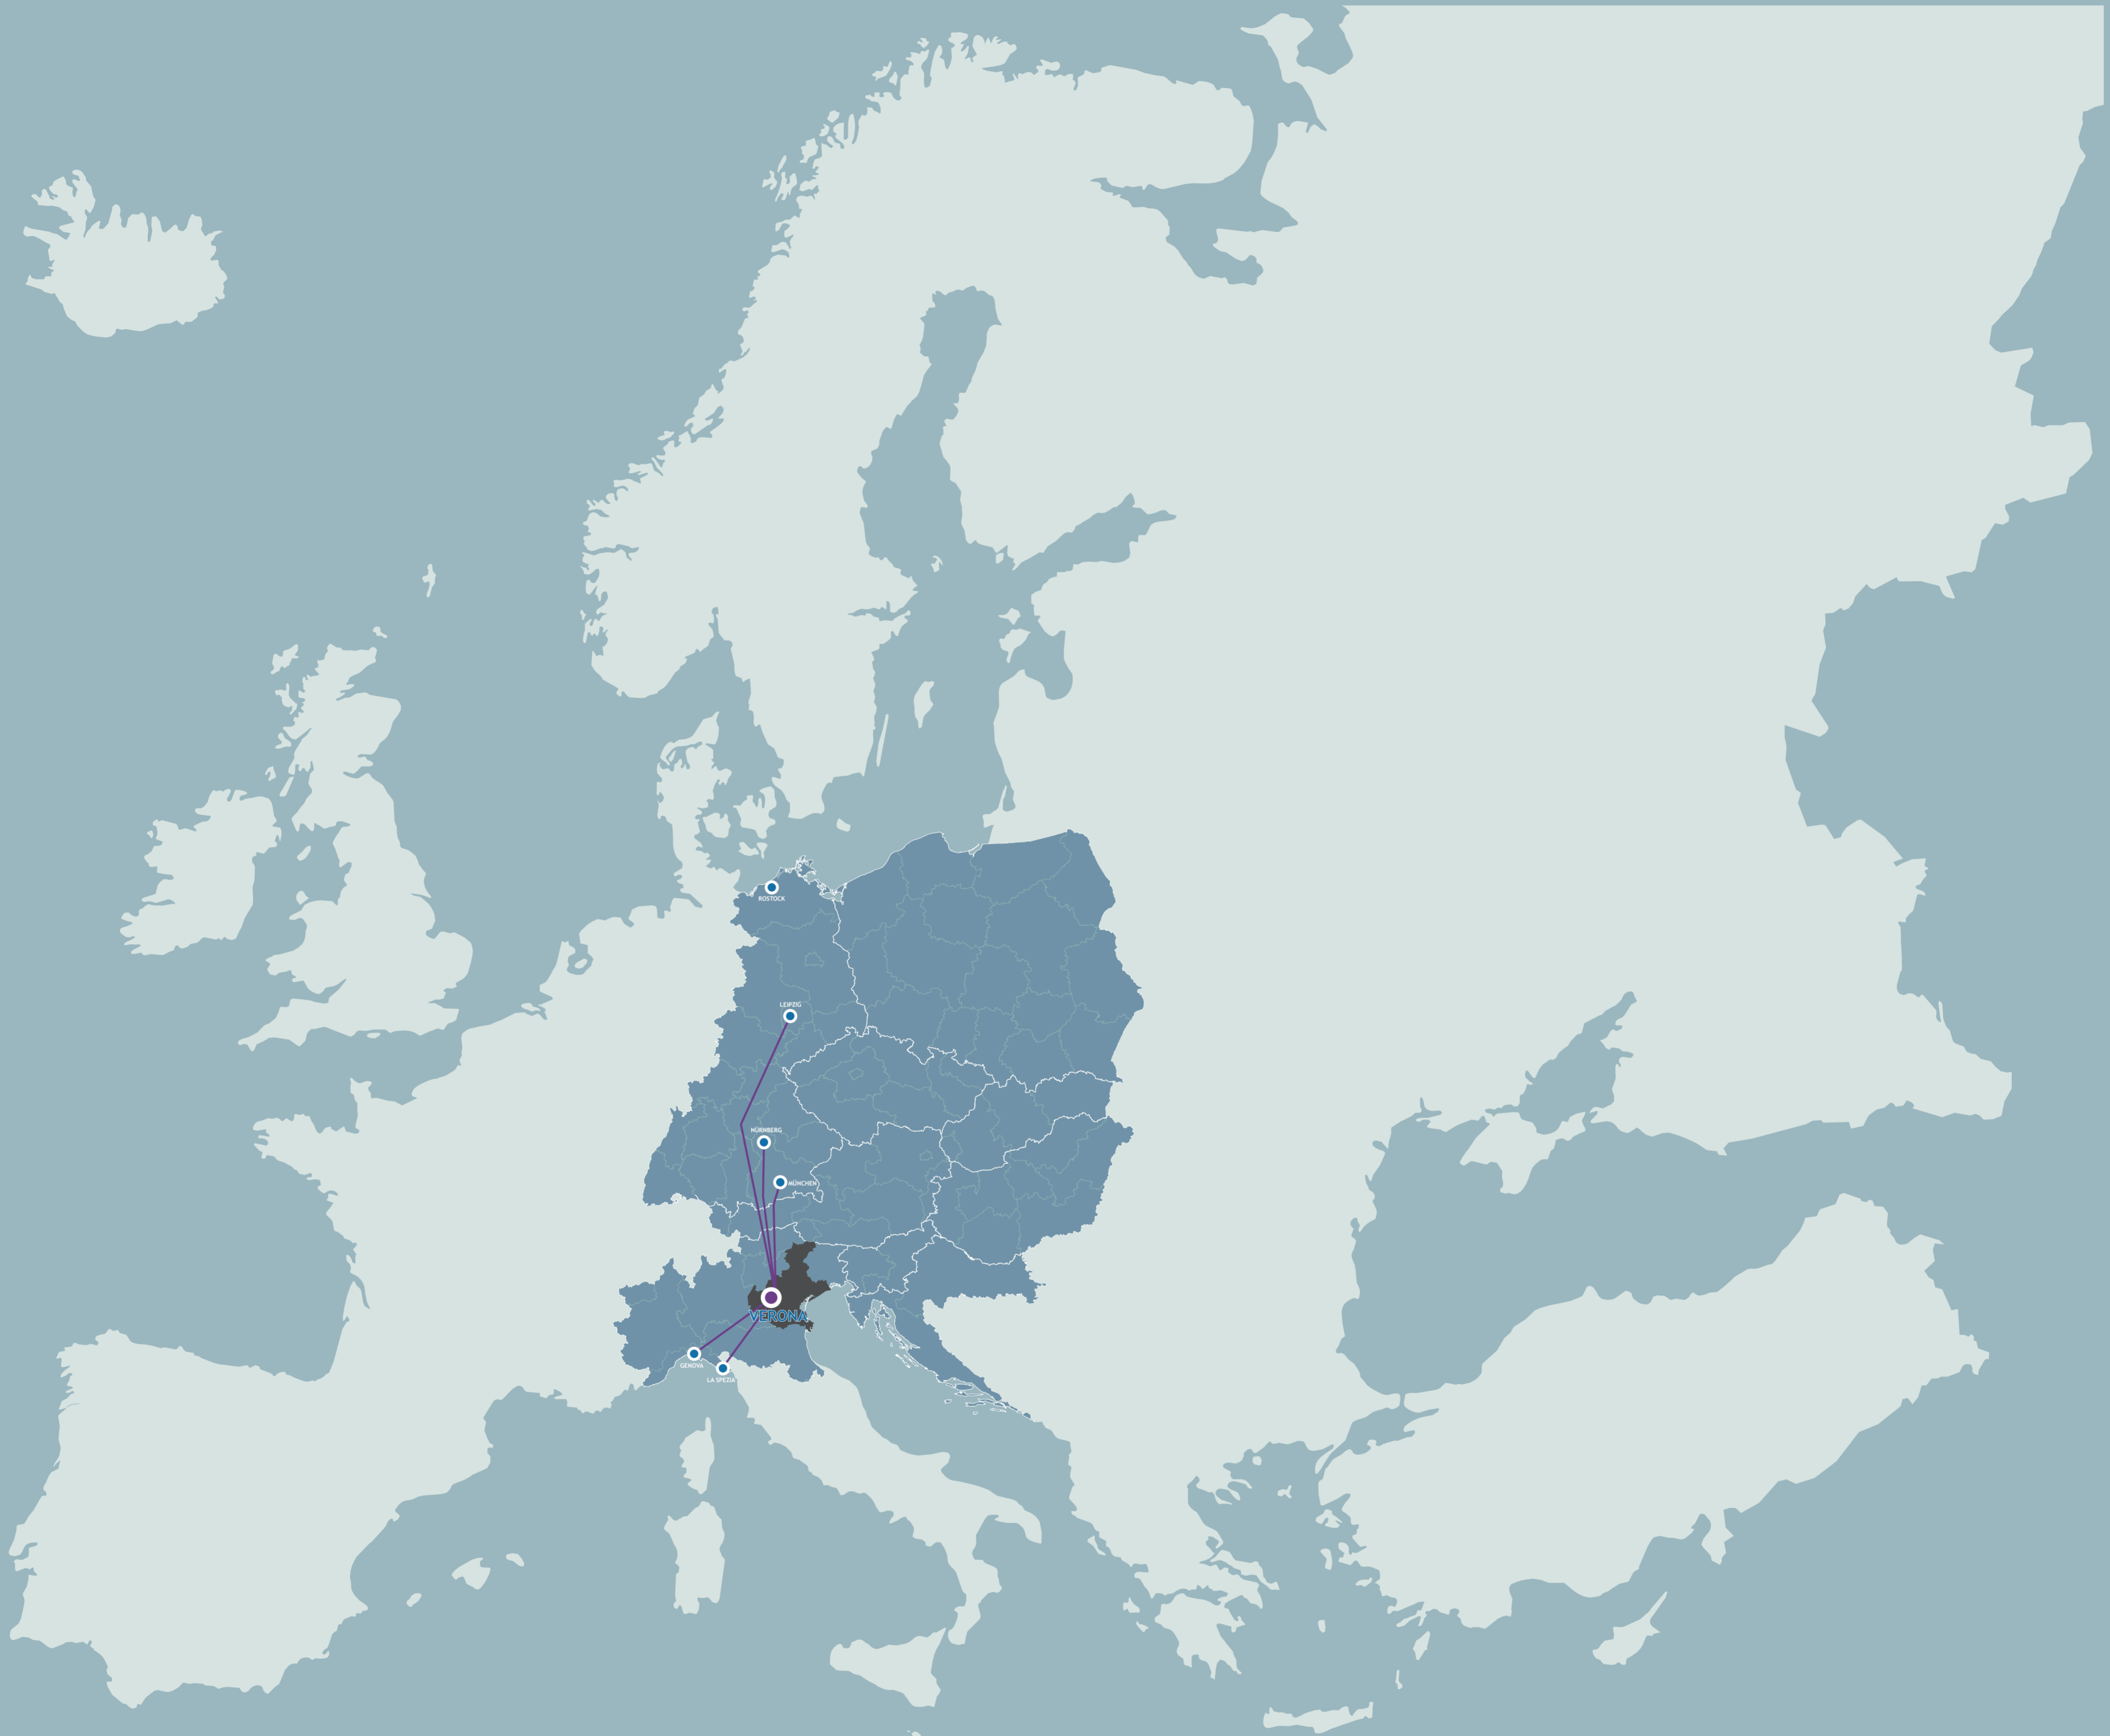 ROSTOCK
LEIPZIG
NÜRNBERG
MÜNCHEN
VERONA
GENOVA
LA SPEZIA